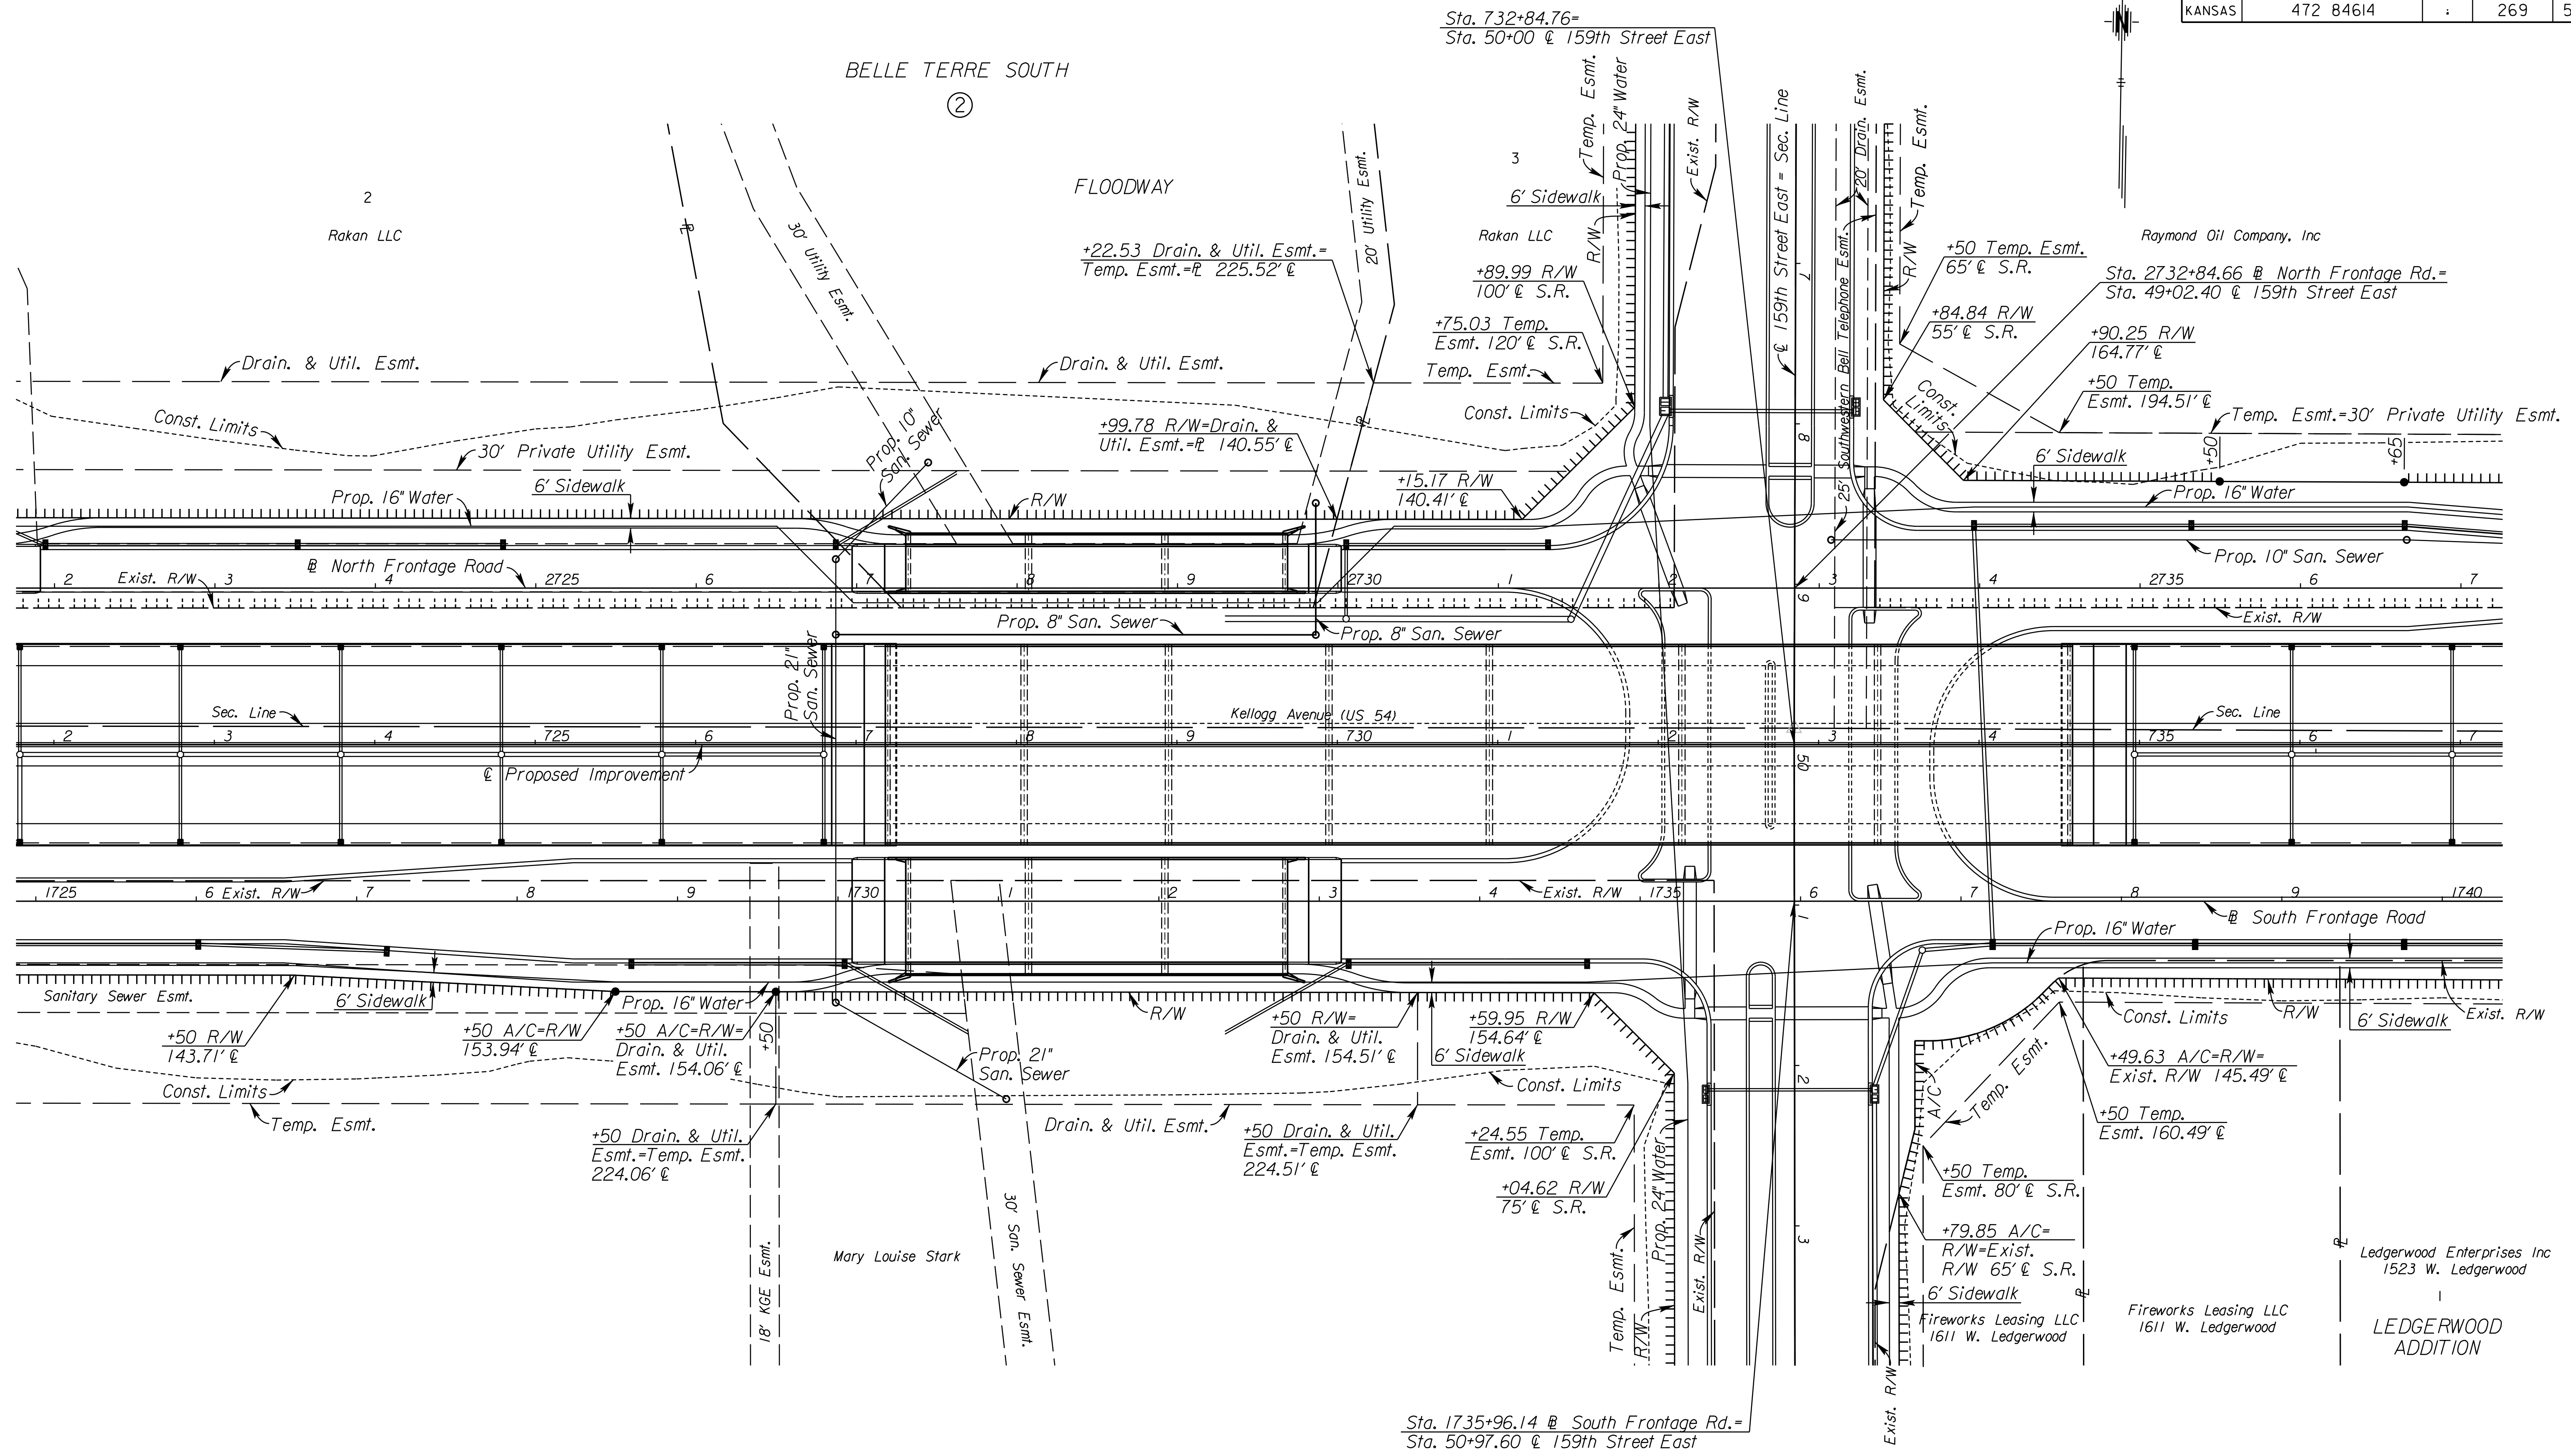 KANSAS 472 84614 : 269 5
N
Sta. 732+84.76=
Sta. 50+00 ℄ 159th Street East
BELLE TERRE SOUTH
2
FLOODWAY
2
Rakan LLC
30' Utility Esmt.
20' Utility Esmt.
3
Rakan LLC
Temp. Esmt.
Prop. 24" Water
Exist. R/W
6' Sidewalk
R/W
℄ 159th Street East = Sec. Line
25' Southwestern Bell Telephone Esmt.
20' Drain. Esmt.
Temp. Esmt.
R/W
Raymond Oil Company, Inc
+22.53 Drain. & Util. Esmt.=
Temp. Esmt.=PL 225.52' ℄
+89.99 R/W
100' ℄ S.R.
+75.03 Temp.
Esmt. 120' ℄ S.R.
Temp. Esmt.
+50 Temp. Esmt.
65' ℄ S.R.
Sta. 2732+84.66 BL North Frontage Rd.=
Sta. 49+02.40 ℄ 159th Street East
+84.84 R/W
55' ℄ S.R.
+90.25 R/W
164.77' ℄
+50 Temp.
Esmt. 194.51' ℄
Temp. Esmt.=30' Private Utility Esmt.
Const.
Limits
+50
+65
6' Sidewalk
Prop. 16" Water
Prop. 10" San. Sewer
PL
PL
Drain. & Util. Esmt.
Drain. & Util. Esmt.
Const. Limits
Const. Limits
30' Private Utility Esmt.
Prop. 10"
San. Sewer
+99.78 R/W=Drain. &
Util. Esmt.=PL 140.55' ℄
+15.17 R/W
140.41' ℄
Prop. 16" Water
6' Sidewalk
R/W
BL North Frontage Road
Exist. R/W
2 3 4 2725 6 7 8 9 2730 1 2 3 4 2735 6 7
7
8
9
Exist. R/W
Prop. 8" San. Sewer
Prop. 8" San. Sewer
Prop. 21"
San. Sewer
Sec. Line
Kellogg Avenue (US 54)
Sec. Line
2 3 4 725 6 7 8 9 730 1 2 3 4 735 6 7
50
℄ Proposed Improvement
Exist. R/W
Exist. R/W
1725 6 7 8 9 1730 1 2 3 4 1735 6 7 8 9 1740
1
2
3
BL South Frontage Road
Prop. 16" Water
Sanitary Sewer Esmt.
6' Sidewalk
+50 R/W
143.71' ℄
+50 A/C=R/W
153.94' ℄
Prop. 16" Water
+50 A/C=R/W=
Drain. & Util.
Esmt. 154.06' ℄
+50
Prop. 21"
San. Sewer
R/W
+50 R/W=
Drain. & Util.
Esmt. 154.51' ℄
6' Sidewalk
+59.95 R/W
154.64' ℄
Const. Limits
Const. Limits
Temp. Esmt.
+50 Drain. & Util.
Esmt.=Temp. Esmt.
224.06' ℄
Drain. & Util. Esmt.
+50 Drain. & Util.
Esmt.=Temp. Esmt.
224.51' ℄
+24.55 Temp.
Esmt. 100' ℄ S.R.
+04.62 R/W
75' ℄ S.R.
18' KGE Esmt.
Mary Louise Stark
30' San. Sewer Esmt.
Temp. Esmt.
R/W
Prop. 24" Water
Exist. R/W
A/C
Temp. Esmt.
Const. Limits
R/W
6' Sidewalk
Exist. R/W
+49.63 A/C=R/W=
Exist. R/W 145.49' ℄
+50 Temp.
Esmt. 160.49' ℄
+50 Temp.
Esmt. 80' ℄ S.R.
+79.85 A/C=
R/W=Exist.
R/W 65' ℄ S.R.
6' Sidewalk
PL
PL
Fireworks Leasing LLC
1611 W. Ledgerwood
Fireworks Leasing LLC
1611 W. Ledgerwood
Ledgerwood Enterprises Inc
1523 W. Ledgerwood
1
LEDGERWOOD
ADDITION
Exist. R/W
Sta. 1735+96.14 BL South Frontage Rd.=
Sta. 50+97.60 ℄ 159th Street East